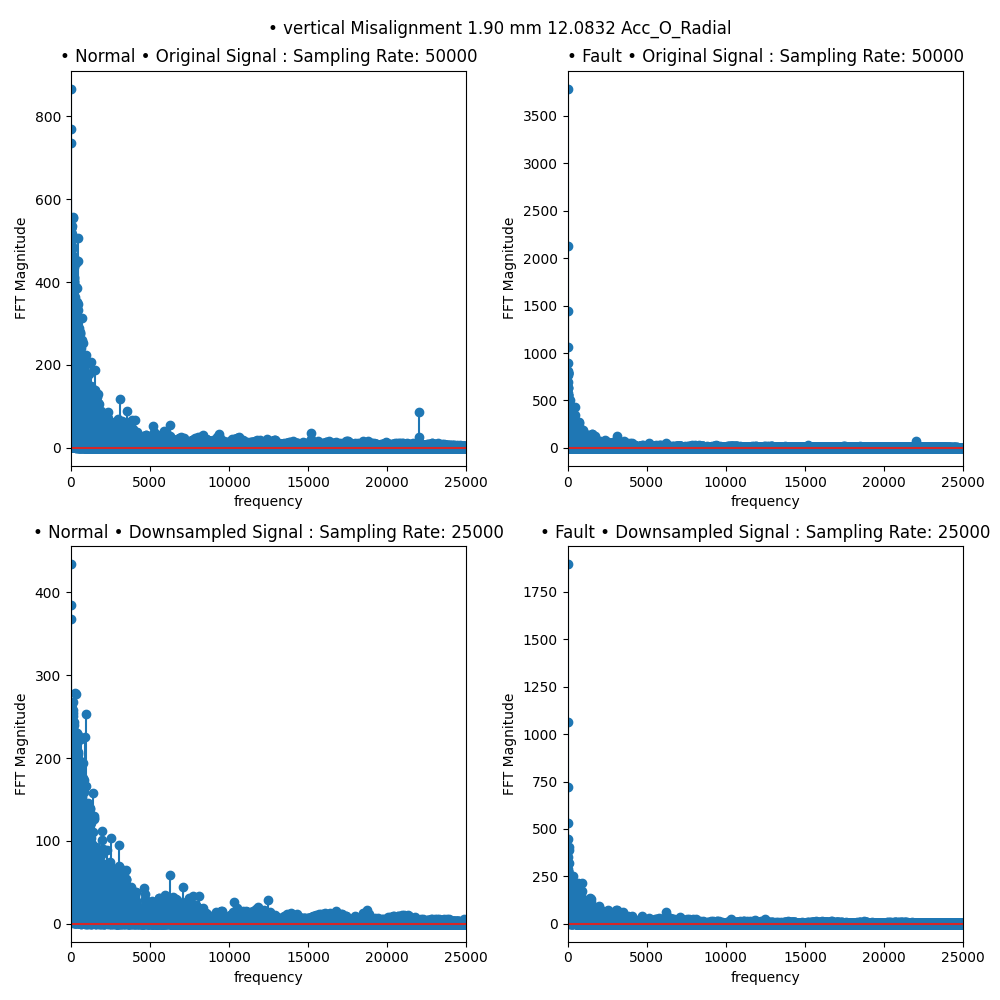 • vertical Misalignment 1.90 mm 12.0832 Acc_O_Radial
• Normal • Original Signal : Sampling Rate: 50000
800
600
400
200
0
FFT Magnitude
0 5000 10000 15000 20000 25000
frequency
• Fault • Original Signal : Sampling Rate: 50000
3500
3000
2500
2000
1500
1000
500
0
FFT Magnitude
0 5000 10000 15000 20000 25000
frequency
• Normal • Downsampled Signal : Sampling Rate: 25000
400
300
200
100
0
FFT Magnitude
0 5000 10000 15000 20000 25000
frequency
• Fault • Downsampled Signal : Sampling Rate: 25000
1750
1500
1250
1000
750
500
250
0
FFT Magnitude
0 5000 10000 15000 20000 25000
frequency